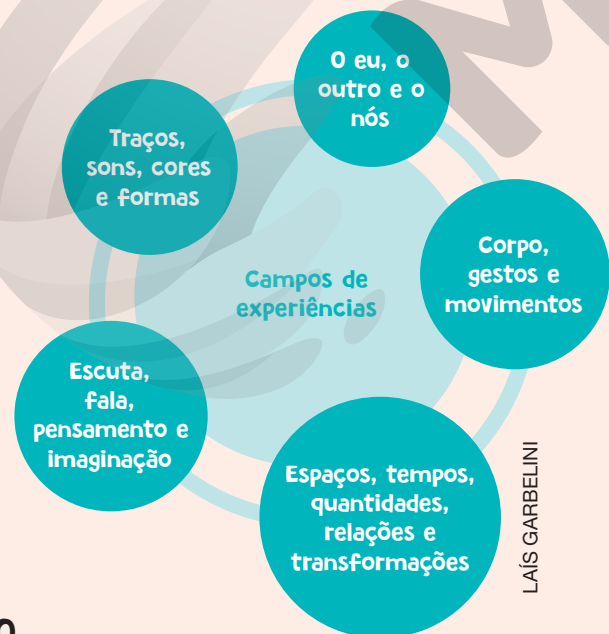 O eu, o
outro e o
nós
Traços,
sons, cores
e formas
Corpo,
gestos e
movimentos
Campos de
experiências
Escuta,
fala,
pensamento e
imaginação
Espaços, tempos,
quantidades,
relações e
transformações
LAÍS GARBELINI